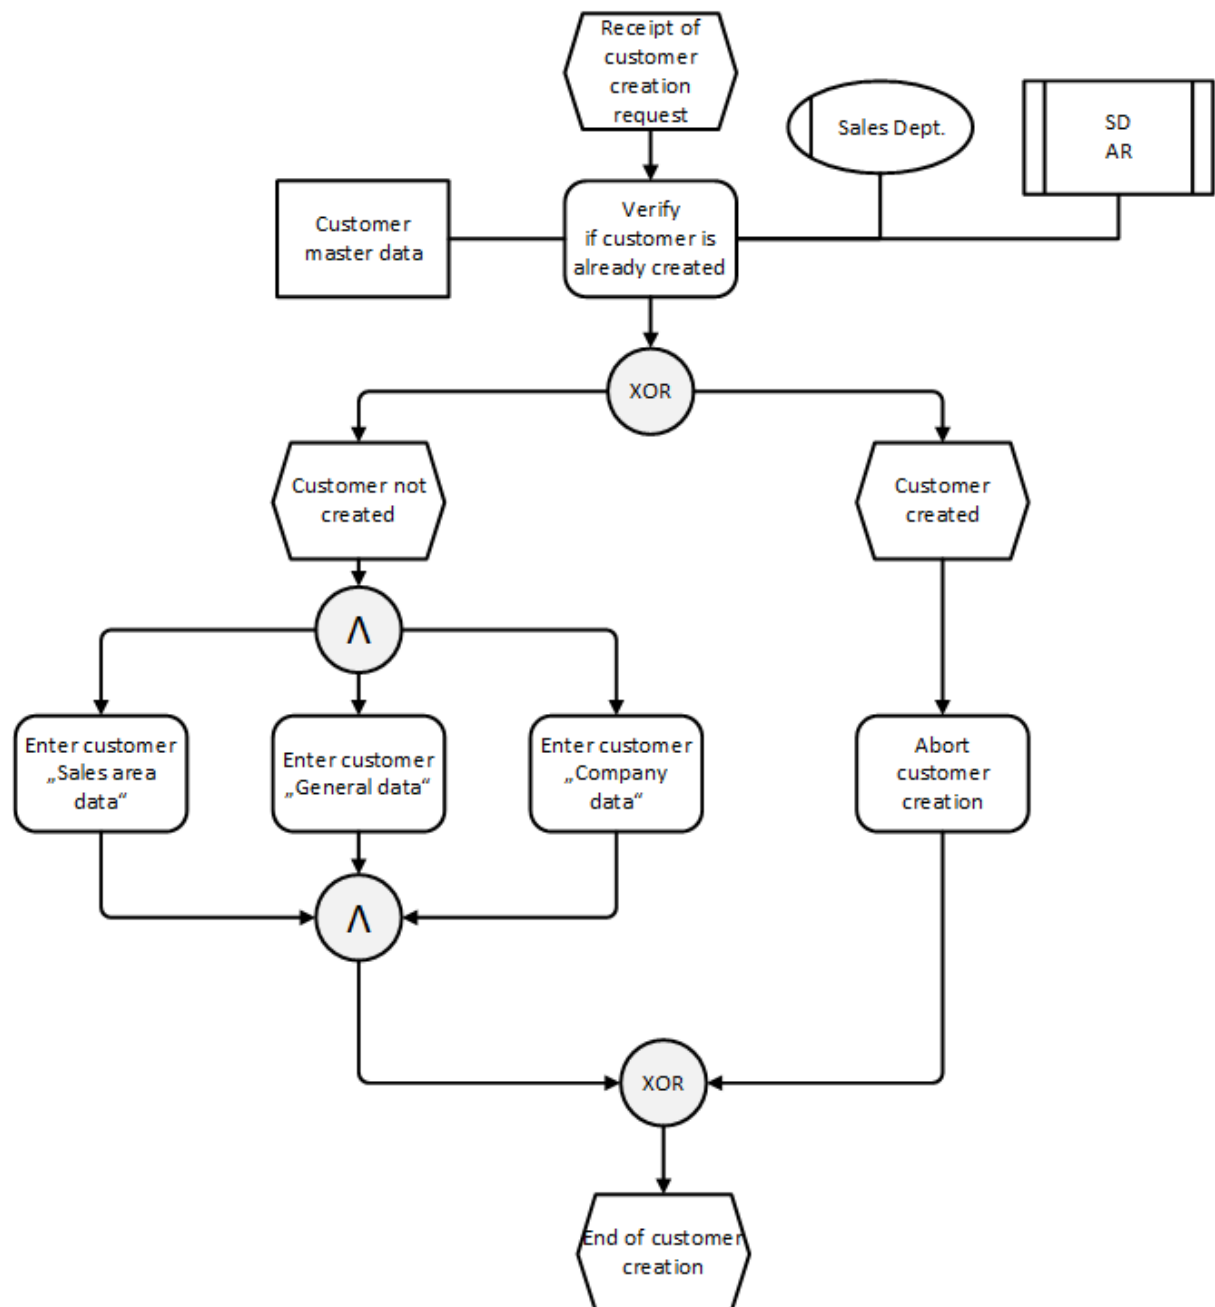 Receipt of
customer
creation
request
Sales Dept.
SD
AR
Customer
master data
Verify
if customer is
already created
XOR
Customer not
created
Customer
created
Λ
Enter customer
„Sales area
data“
Enter customer
„General data“
Enter customer
„Company
data“
Abort
customer
creation
Λ
XOR
End of customer
creation